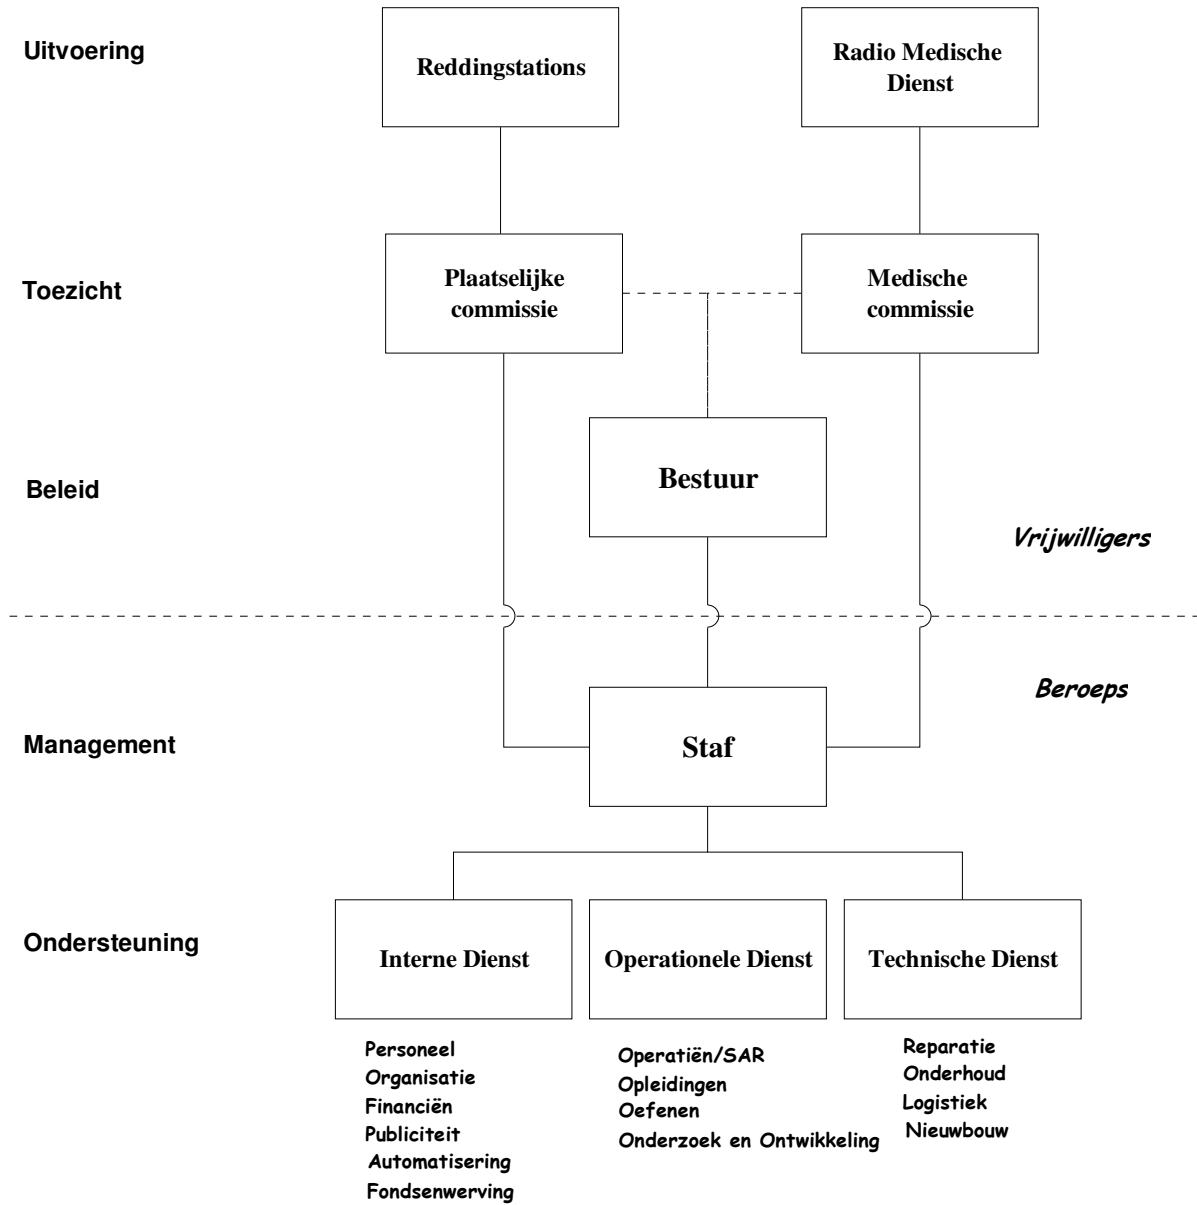 Uitvoering
Reddingstations
Radio Medische
Dienst
Toezicht
Plaatselijke
commissie
Medische
commissie
Beleid
Bestuur
Vrijwilligers
Beroeps
Management
Staf
Ondersteuning
Interne Dienst
Operationele Dienst
Technische Dienst
Personeel
Organisatie
Financiën
Publiciteit
Automatisering
Fondsenwerving
Operatiën/SAR
Opleidingen
Oefenen
Onderzoek en Ontwikkeling
Reparatie
Onderhoud
Logistiek
Nieuwbouw